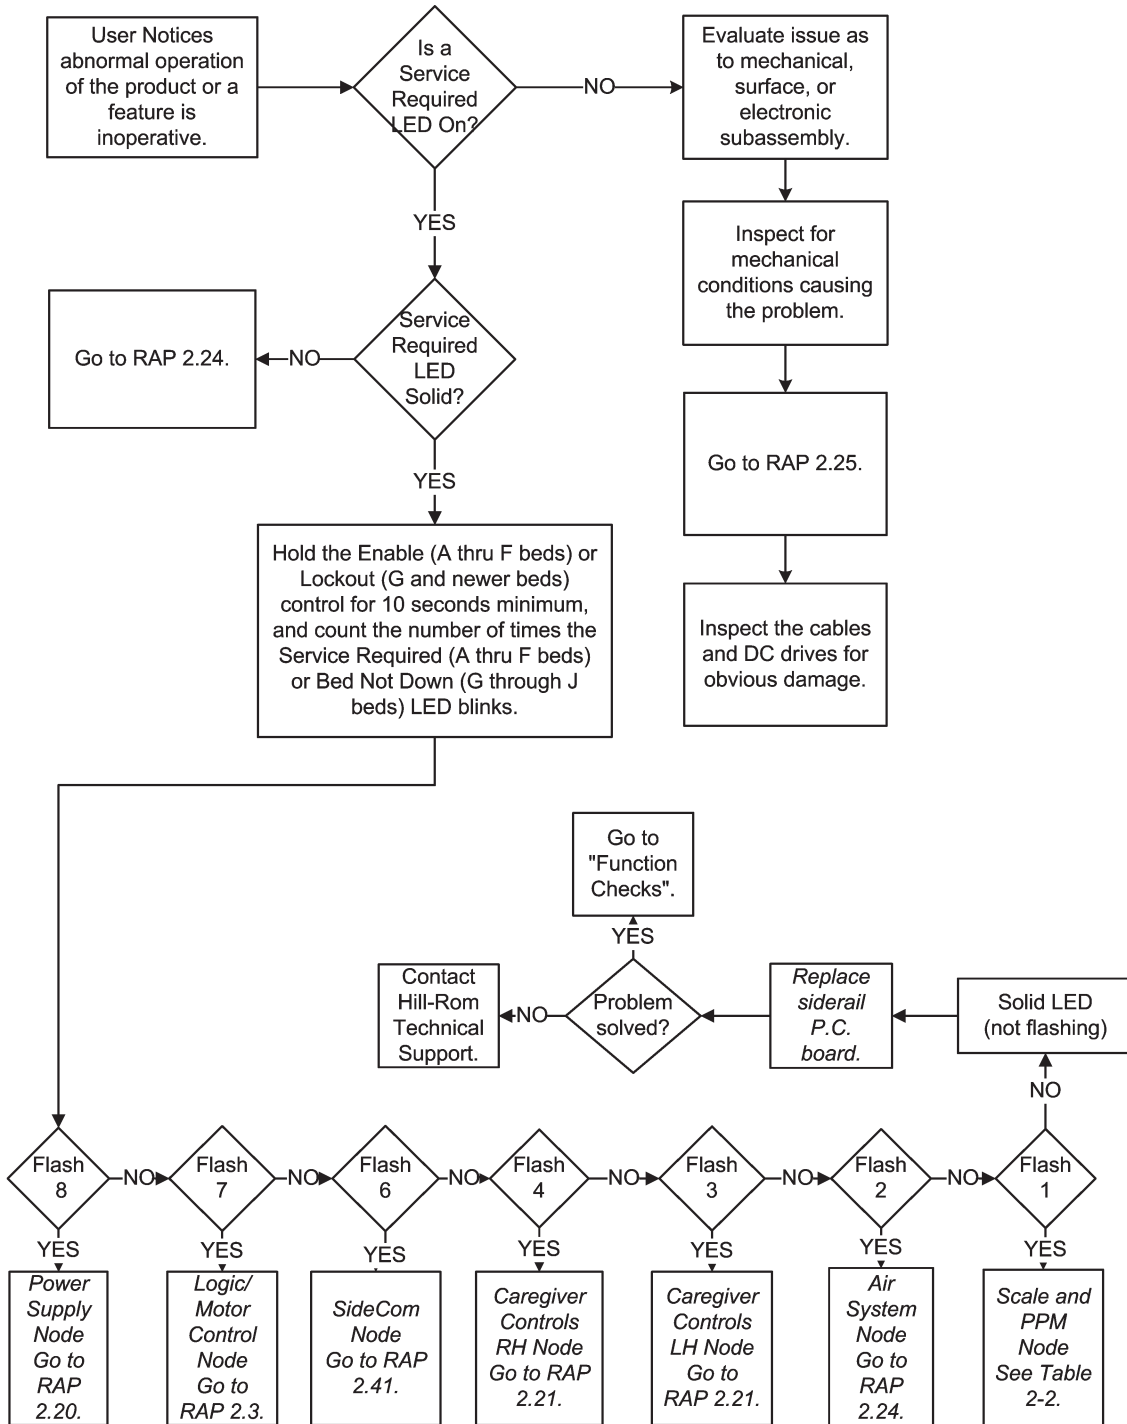 User Notices
abnormal operation
of the product or a
feature is
inoperative.
Is a
Service
Required
LED On?
NO
Evaluate issue as
to mechanical,
surface, or
electronic
subassembly.
YES
Inspect for
mechanical
conditions causing
the problem.
Go to RAP 2.24.
NO
Service
Required
LED
Solid?
Go to RAP 2.25.
YES
Hold the Enable (A thru F beds) or
Lockout (G and newer beds)
control for 10 seconds minimum,
and count the number of times the
Service Required (A thru F beds)
or Bed Not Down (G through J
beds) LED blinks.
Inspect the cables
and DC drives for
obvious damage.
Go to
"Function
Checks".
YES
Contact
Hill-Rom
Technical
Support.
NO
Problem
solved?
Replace
siderail
P.C.
board.
Solid LED
(not flashing)
NO
Flash
8
NO
Flash
7
NO
Flash
6
NO
Flash
4
NO
Flash
3
NO
Flash
2
NO
Flash
1
YES
YES
YES
YES
YES
YES
YES
Power
Supply
Node
Go to
RAP
2.20.
Logic/
Motor
Control
Node
Go to
RAP 2.3.
SideCom
Node
Go to RAP
2.41.
Caregiver
Controls
RH Node
Go to RAP
2.21.
Caregiver
Controls
LH Node
Go to
RAP 2.21.
Air
System
Node
Go to
RAP
2.24.
Scale and
PPM
Node
See Table
2-2.